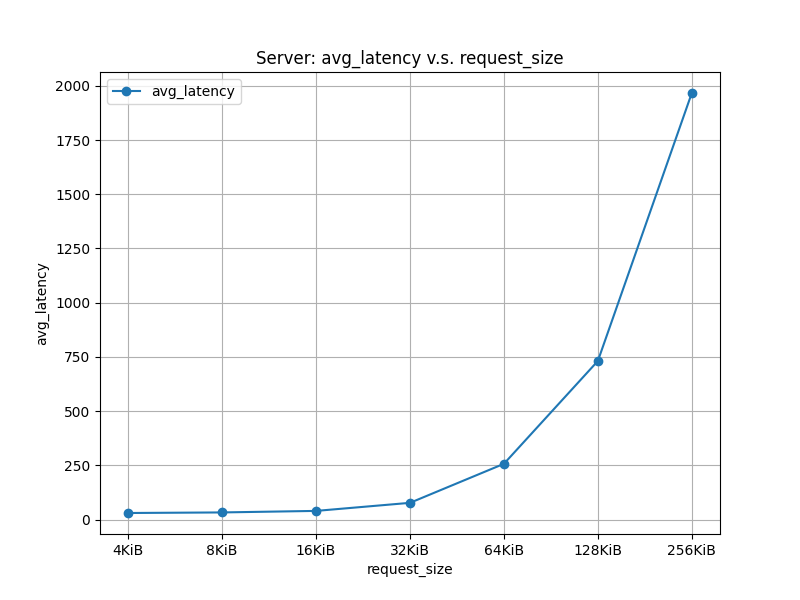 Server: avg_latency v.s. request_size
avg_latency
2000
1750
1500
1250
1000
750
500
250
0
avg_latency
4KiB 8KiB 16KiB 32KiB 64KiB 128KiB 256KiB
request_size